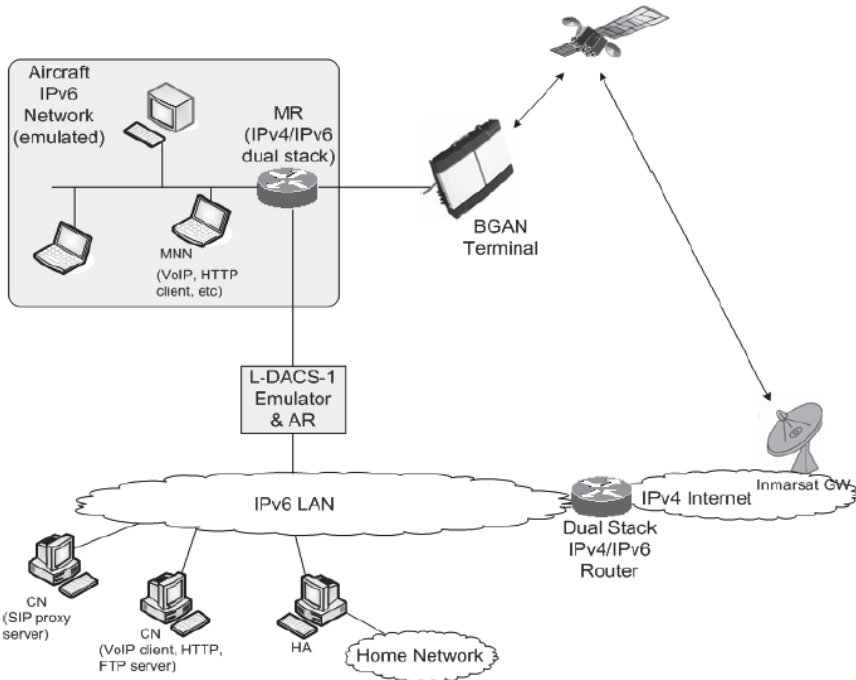 Aircraft
IPv6
Network
(emulated)
MR
(IPv4/IPv6
dual stack)
MNN
(VoIP, HTTP
client, etc)
BGAN
Terminal
L-DACS-1
Emulator
& AR
IPv6 LAN
IPv4 Internet
Inmarsat GW
Dual Stack
IPv4/IPv6
Router
CN
(SIP proxy
server)
CN
(VoIP client, HTTP,
FTP server)
HA
Home Network